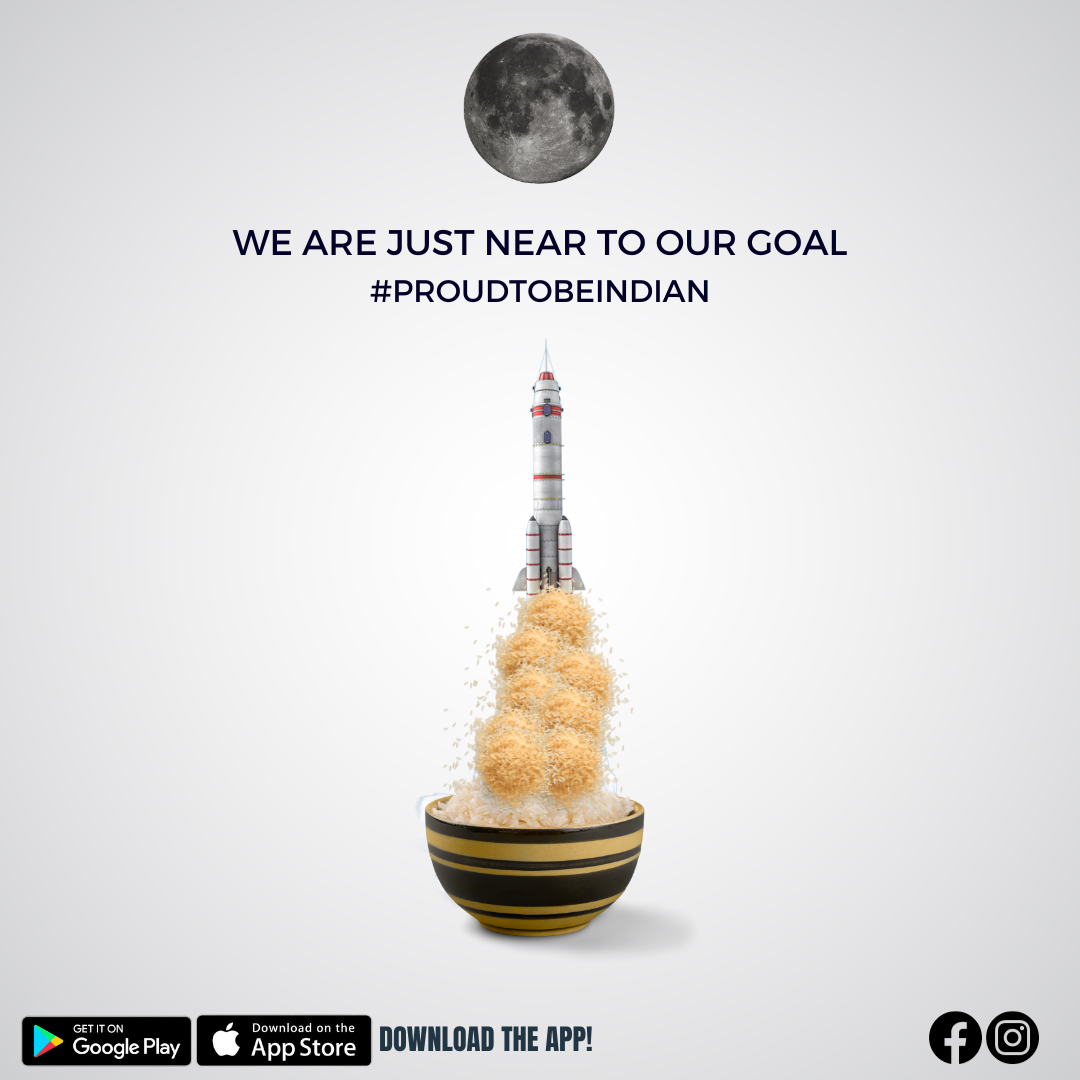 WE ARE JUST NEAR TO OUR GOAL
#PROUDTOBEINDIAN
GET IT ON
Google Play
Download on the
App Store
DOWNLOAD THE APP!